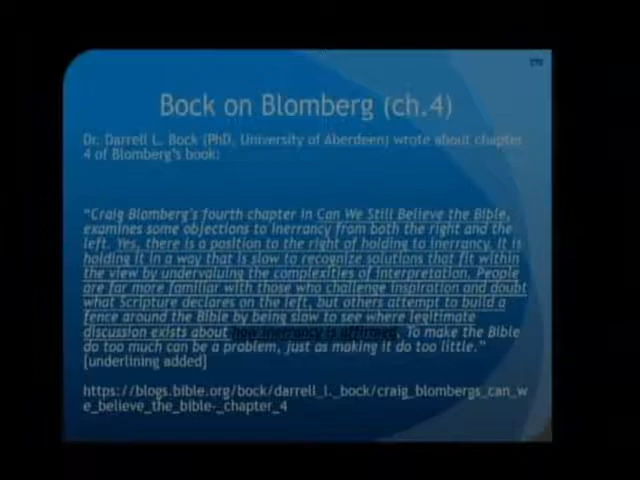 Bock on Blomberg (ch.4)
Dr. Darrell L. Bock (PhD, University of Aberdeen) wrote about chapter
4 of Blomberg's book:
"Craig Blomberg's fourth chapter in Can We Still Believe the Bible,
examines some objections to inerrancy from both the right and the
left. Yes, there is a position to the right of holding to inerrancy. It is
holding it in a way that is slow to recognize solutions that fit within
the view by undervaluing the complexities of interpretation. People
are far more familiar with those who challenge inspiration and doubt
what Scripture declares on the left, but others attempt to build a
fence around the Bible by being slow to see where legitimate
discussion exists about how inerrancy is affirmed. To make the Bible
do too much can be a problem, just as making it do too little."
[underlining added]
https://blogs.bible.org/bock/darrell_l._bock/craig_blombergs_can_w
e_believe_the_bible-_chapter_4